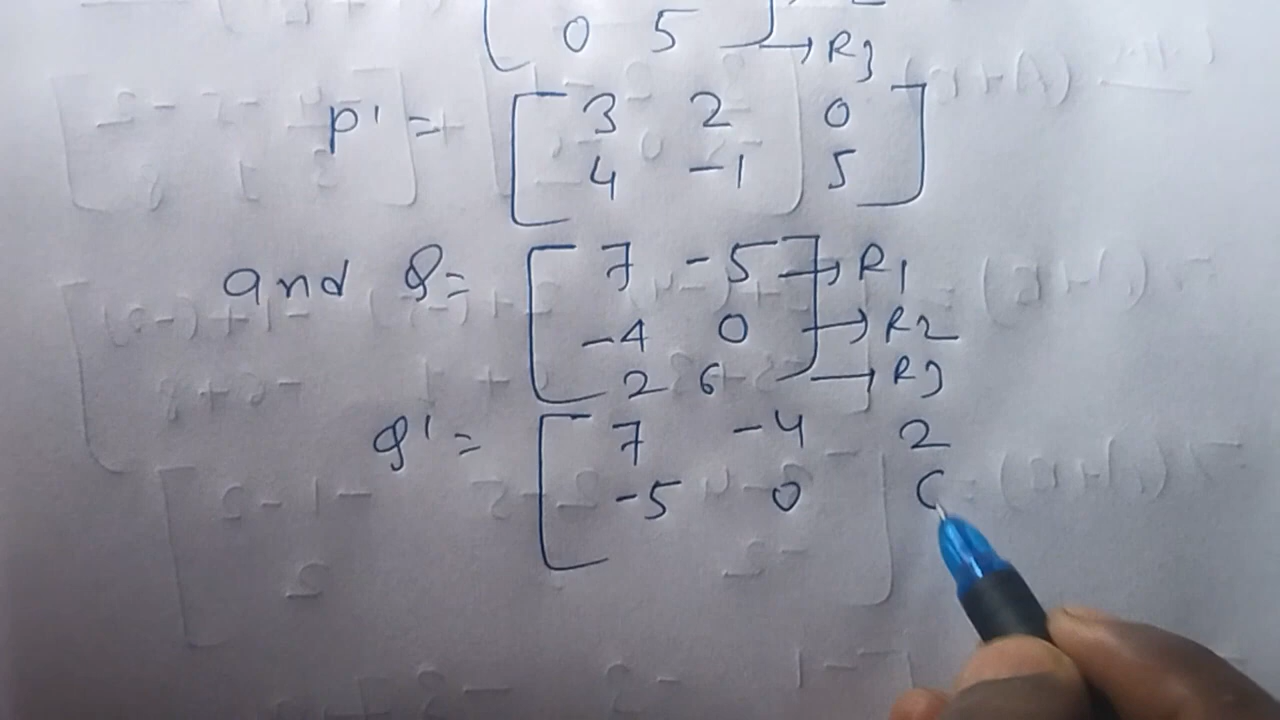 0 5 → R3
P' = [ 3 2 0
4 -1 5 ]
and Q = [ 7 -5 ] → R1
-4 0 → R2
2 6 → R3
Q' = [ 7 -4 2
-5 0